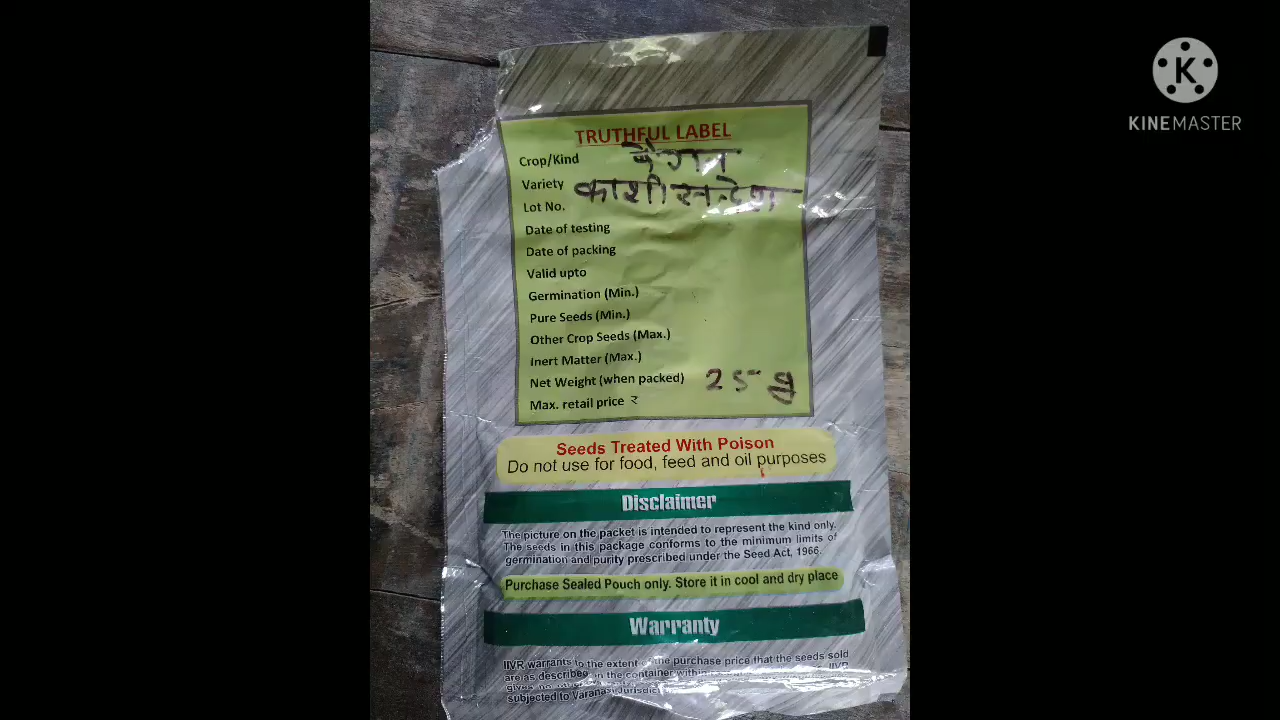 TRUTHFUL LABEL
Crop/Kind बैगन
Variety काशी सन्देश
Lot No.
Date of testing
Date of packing
Valid upto
Germination (Min.)
Pure Seeds (Min.)
Other Crop Seeds (Max.)
Inert Matter (Max.)
Net Weight (when packed) 25 g
Max. retail price ₹
Seeds Treated With Poison
Do not use for food, feed and oil purposes
Disclaimer
The picture on the packet is intended to represent the kind only.
The seeds in this package conforms to the minimum limits of
germination and purity prescribed under the Seed Act, 1966.
Purchase Sealed Pouch only. Store it in cool and dry place
Warranty
IIVR warrants to the extent of the purchase price that the seeds sold
are as described in the container within
subjected to Varanasi
K
KINEMASTER